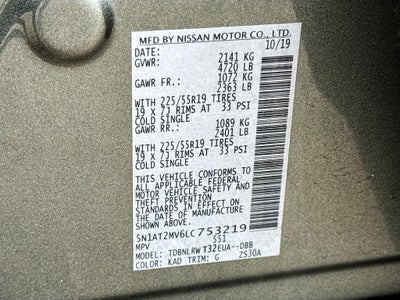 MFD BY NISSAN MOTOR CO., LTD.
DATE: 10/19
GVWR: 2141 KG
4720 LB
GAWR FR.: 1072 KG
2363 LB
WITH 225/55R19 TIRES
19 X 7J RIMS AT 33 PSI
COLD SINGLE
GAWR RR.: 1089 KG
2401 LB
WITH 225/55R19 TIRES
19 X 7J RIMS AT 33 PSI
COLD SINGLE
THIS VEHICLE CONFORMS TO
ALL APPLICABLE FEDERAL
MOTOR VEHICLE SAFETY AND
THEFT PREVENTION
STANDARDS IN EFFECT ON
THE DATE OF MANUFACTURE
SHOWN ABOVE.
5N1AT2MV6LC753219
MPV 551
MODEL: TDBNLRWT32EUA--DBB
COLOR: KAD TRIM: G ZS30A